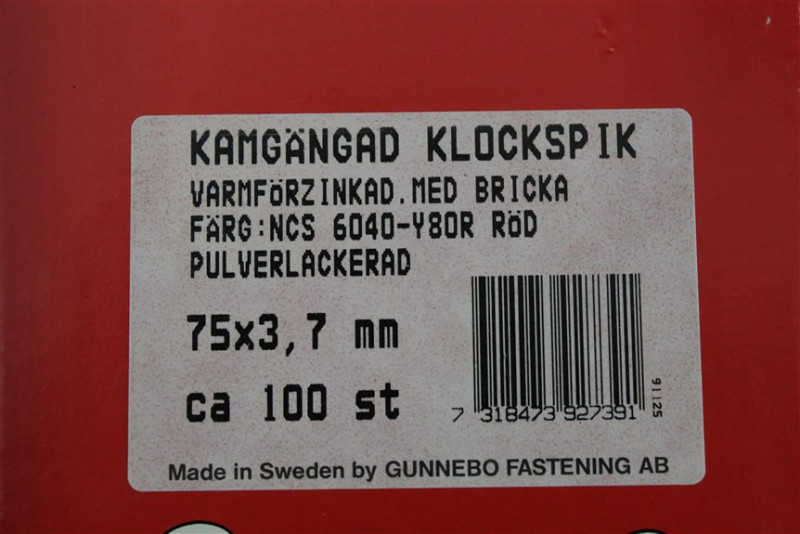 KAMGÄNGAD KLOCKSPIK
VARMFÖRZINKAD.MED BRICKA
FÄRG:NCS 6040-Y80R RÖD
PULVERLACKERAD
75x3,7 mm
ca 100 st
7 318473 927391
91125
Made in Sweden by GUNNEBO FASTENING AB